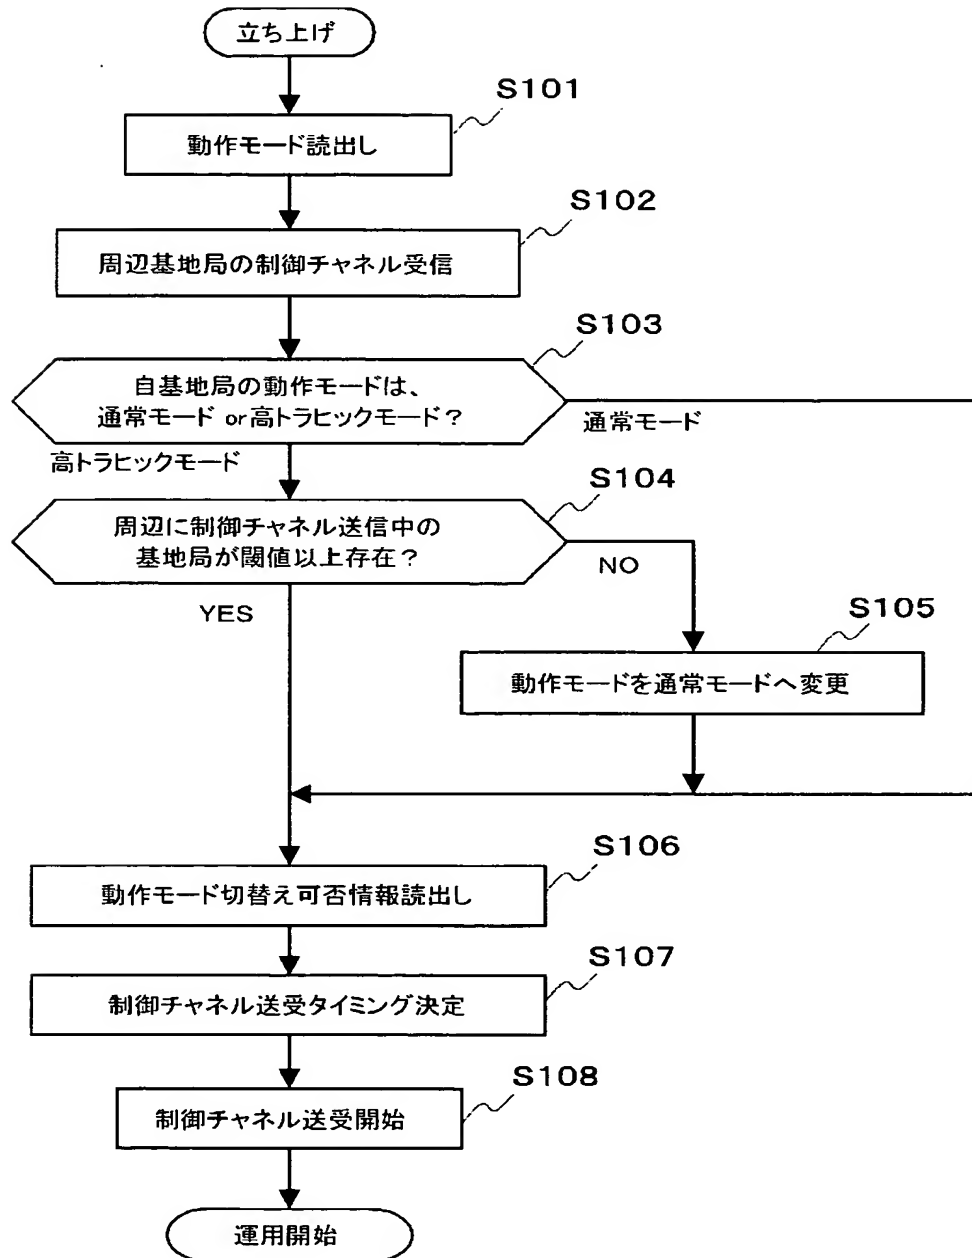 立ち上げ
S101
動作モード読出し
S102
周辺基地局の制御チャネル受信
S103
自基地局の動作モードは、
通常モード or高トラヒックモード？
通常モード
高トラヒックモード
S104
周辺に制御チャネル送信中の
基地局が閾値以上存在？
NO
YES
S105
動作モードを通常モードへ変更
S106
動作モード切替え可否情報読出し
S107
制御チャネル送受タイミング決定
S108
制御チャネル送受開始
運用開始